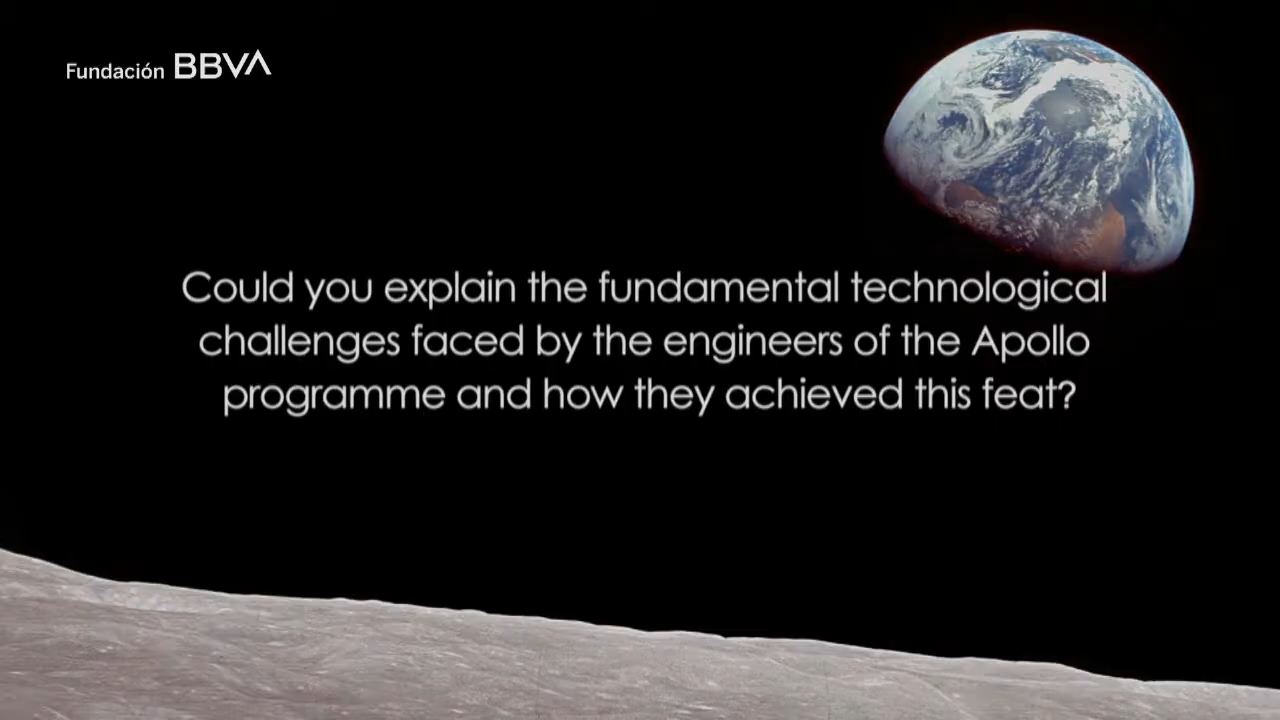 Fundación BBVA
Could you explain the fundamental technological
challenges faced by the engineers of the Apollo
programme and how they achieved this feat?